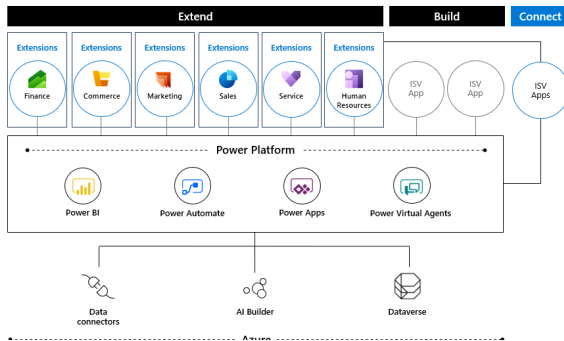 Extend
Build
Connect
Extensions
Extensions
Extensions
Extensions
Extensions
Extensions
Finance
Commerce
Marketing
Sales
Service
Human
Resources
ISV
App
ISV
App
ISV
Apps
Power Platform
Power BI
Power Automate
Power Apps
Power Virtual Agents
Data
connectors
AI Builder
Dataverse
Azure